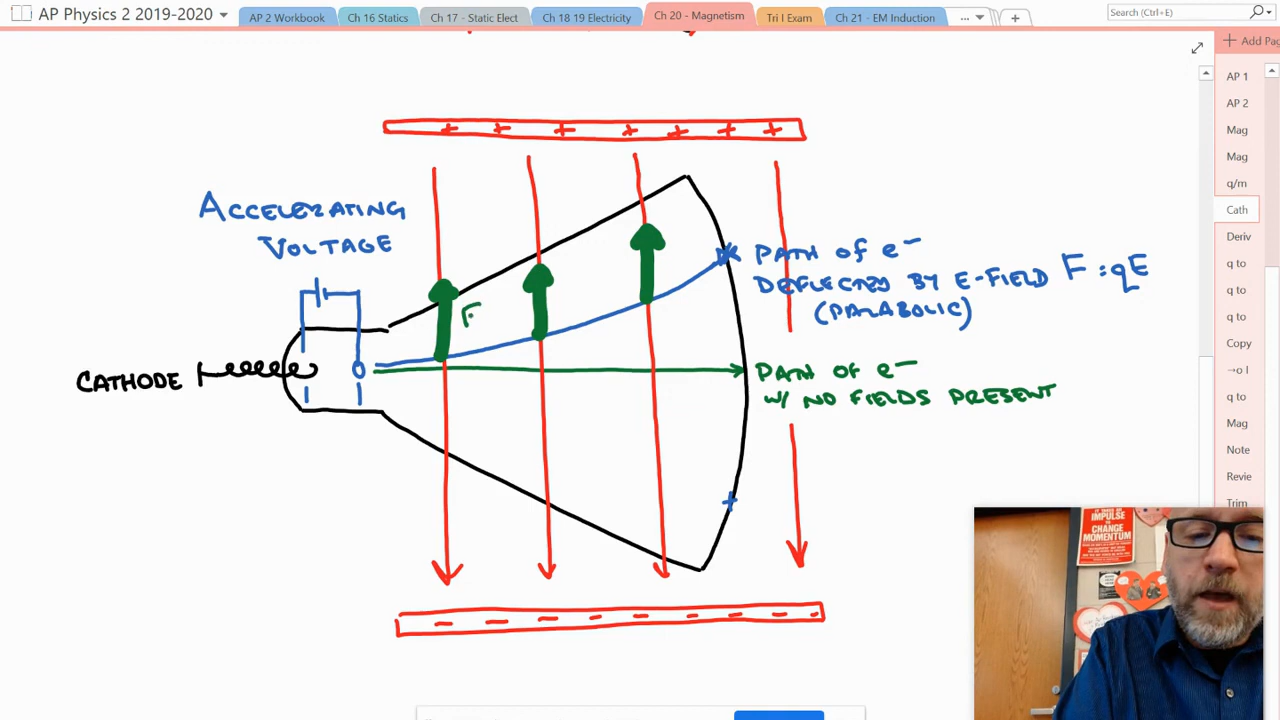 AP Physics 2 2019-2020
AP 2 Workbook
Ch 16 Statics
Ch 17 - Static Elect
Ch 18 19 Electricity
Ch 20 - Magnetism
Tri I Exam
Ch 21 - EM Induction
...
+
Search (Ctrl+E)
+ Add Pag
AP 1
AP 2
Mag
Mag
q/m
Cath
Deriv
q to
q to
q to
Copy
→o l
q to
Mag
Note
Revie
Trim
+ + + + + + +
ACCELERATING
VOLTAGE
F
PATH OF e-
DEFLECTED BY E-FIELD F = qE
(PARABOLIC)
CATHODE
PATH OF e-
W/ NO FIELDS PRESENT
- - - - - - - -
IMPULSE
TO
CHANGE
MOMENTUM